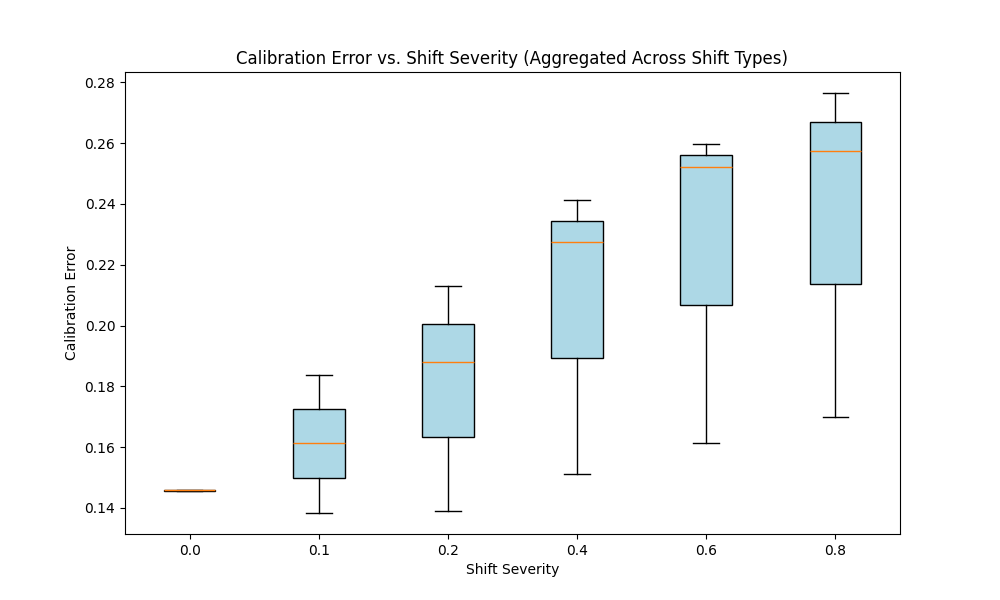 Calibration Error vs. Shift Severity (Aggregated Across Shift Types)
0.28
0.26
0.24
0.22
0.20
0.18
0.16
0.14
Calibration Error
0.0 0.1 0.2 0.4 0.6 0.8
Shift Severity